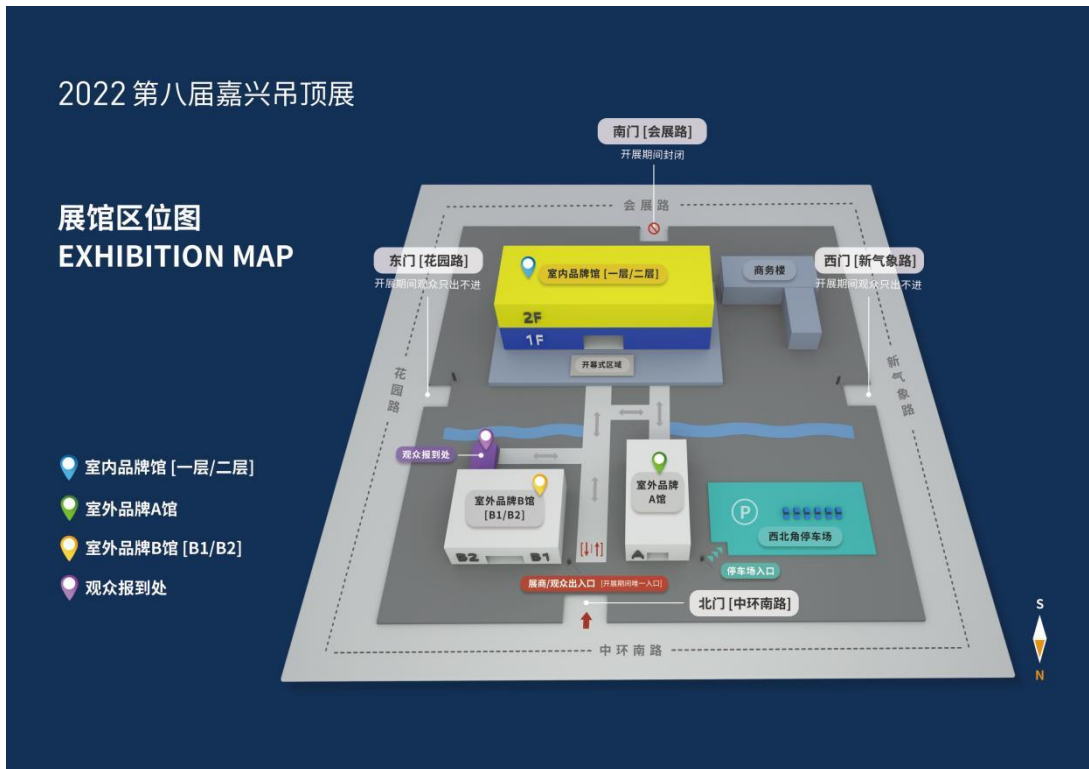 2022 第八届嘉兴吊顶展
展馆区位图
EXHIBITION MAP
南门 [会展路]
开展期间封闭
会展路
东门 [花园路]
开展期间观众只出不进
西门 [新气象路]
开展期间观众只出不进
室内品牌馆 [一层/二层]
商务楼
2F
1F
开幕式区域
花园路
新气象路
观众报到处
室外品牌B馆
[B1/B2]
B2
B1
室外品牌
A馆
A
P
西北角停车场
停车场入口
展商/观众出入口 [开展期间唯一入口]
北门 [中环南路]
中环南路
室内品牌馆 [一层/二层]
室外品牌A馆
室外品牌B馆 [B1/B2]
观众报到处
S
N